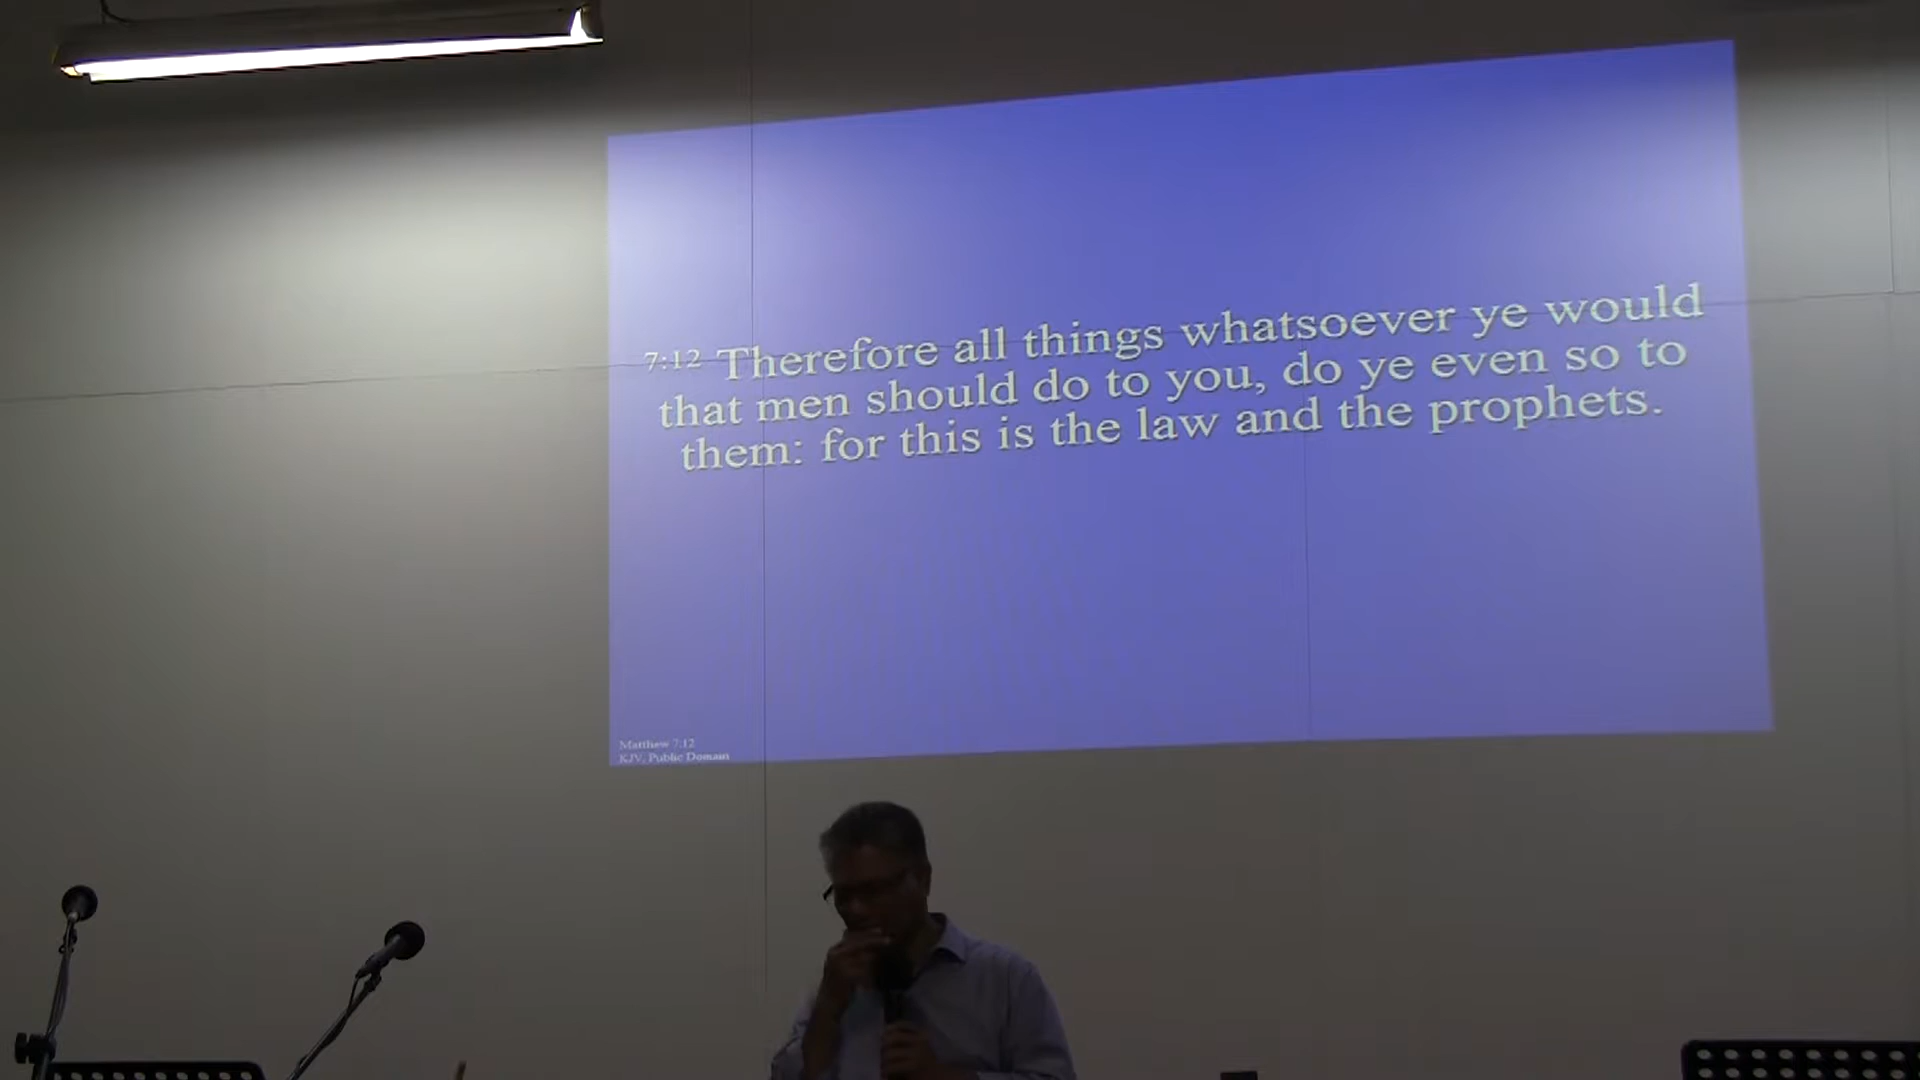 7:12 Therefore all things whatsoever ye would
that men should do to you, do ye even so to
them: for this is the law and the prophets.
Matthew 7:12
KJV, Public Domain